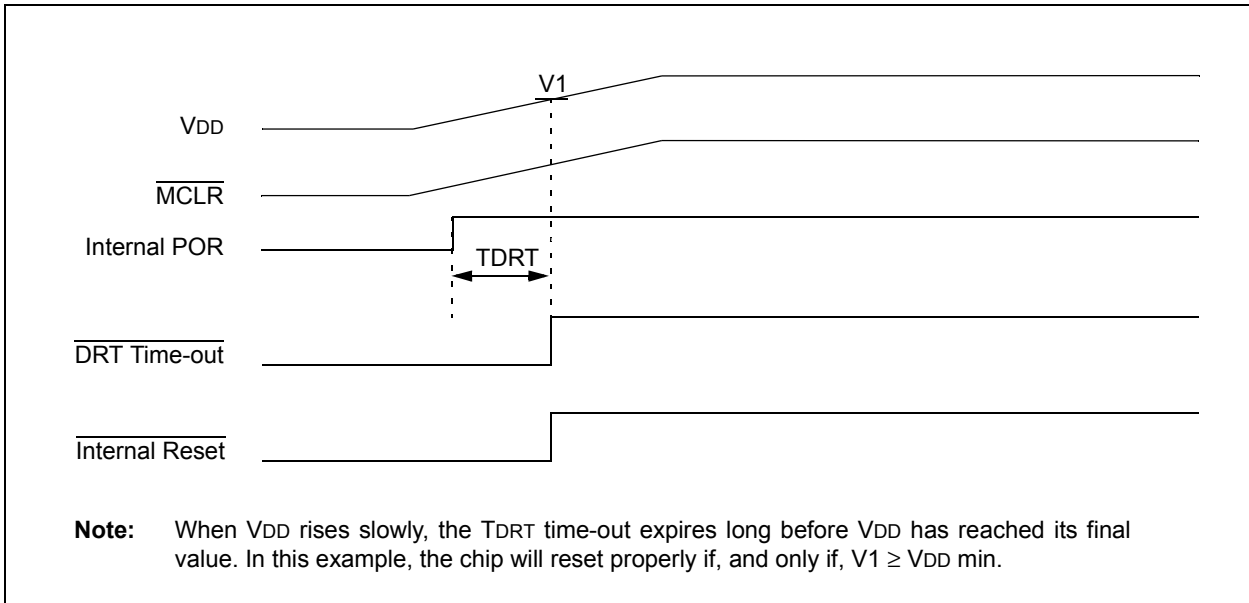 V1
VDD
MCLR
Internal POR
TDRT
DRT Time-out
Internal Reset
Note: When VDD rises slowly, the TDRT time-out expires long before VDD has reached its final
value. In this example, the chip will reset properly if, and only if, V1 ≥ VDD min.